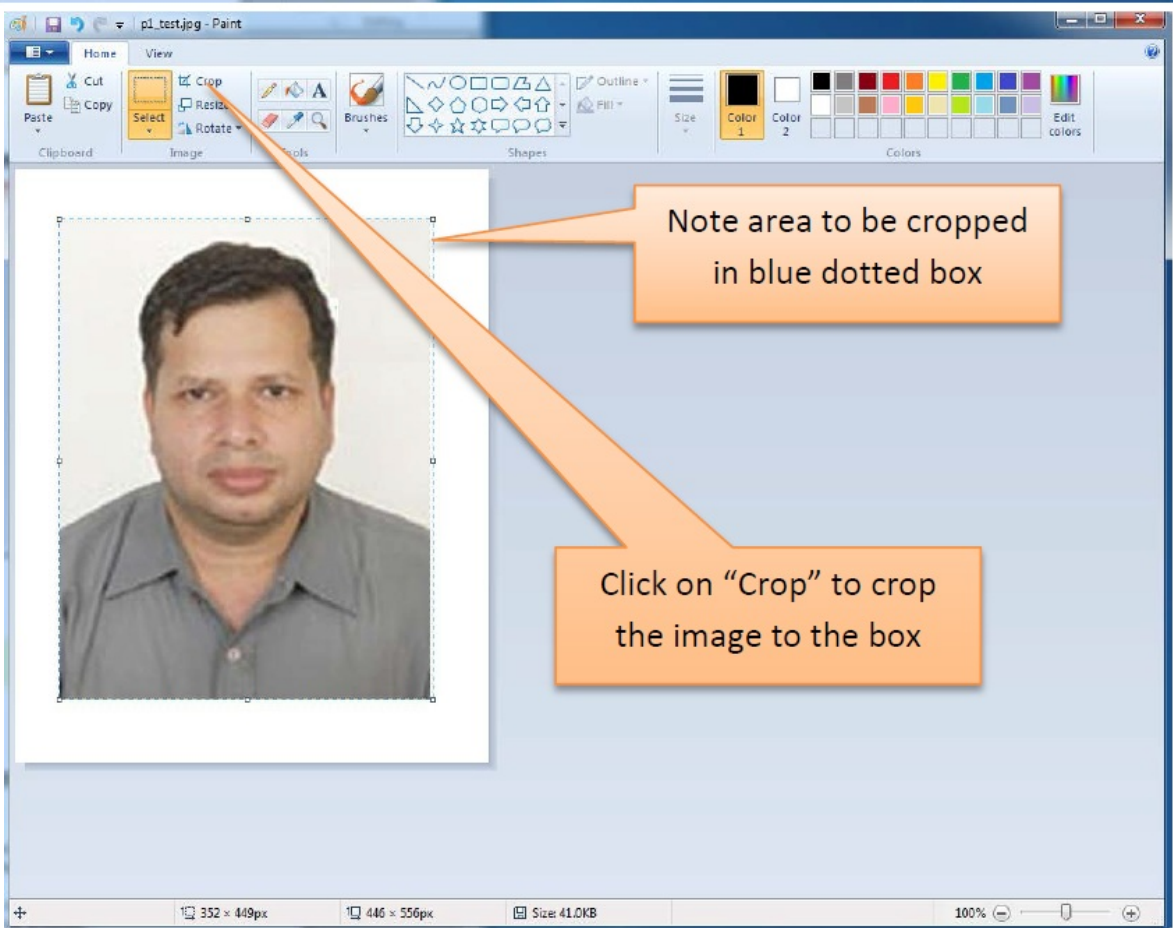 p1_test.jpg - Paint
Home View
Cut
Copy
Paste
Clipboard
Select
Crop
Resize
Rotate
Image
A
Tools
Brushes
Shapes
Outline
Fill
Size
Color 1
Color 2
Edit colors
Colors
Note area to be cropped
in blue dotted box
Click on “Crop” to crop
the image to the box
352 × 449px
446 × 556px
Size: 41.0KB
100%